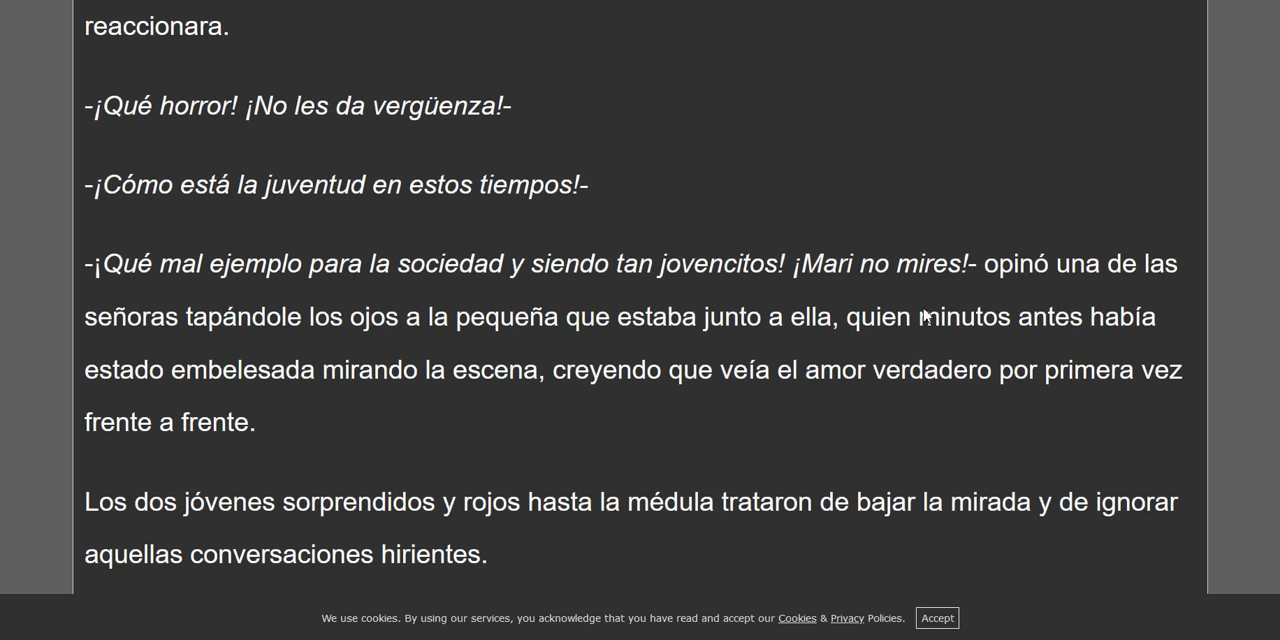 reaccionara.
-¡Qué horror! ¡No les da vergüenza!-
-¡Cómo está la juventud en estos tiempos!-
-¡Qué mal ejemplo para la sociedad y siendo tan jovencitos! ¡Mari no mires!- opinó una de las
señoras tapándole los ojos a la pequeña que estaba junto a ella, quien minutos antes había
estado embelesada mirando la escena, creyendo que veía el amor verdadero por primera vez
frente a frente.
Los dos jóvenes sorprendidos y rojos hasta la médula trataron de bajar la mirada y de ignorar
aquellas conversaciones hirientes.
We use cookies. By using our services, you acknowledge that you have read and accept our Cookies & Privacy Policies. Accept